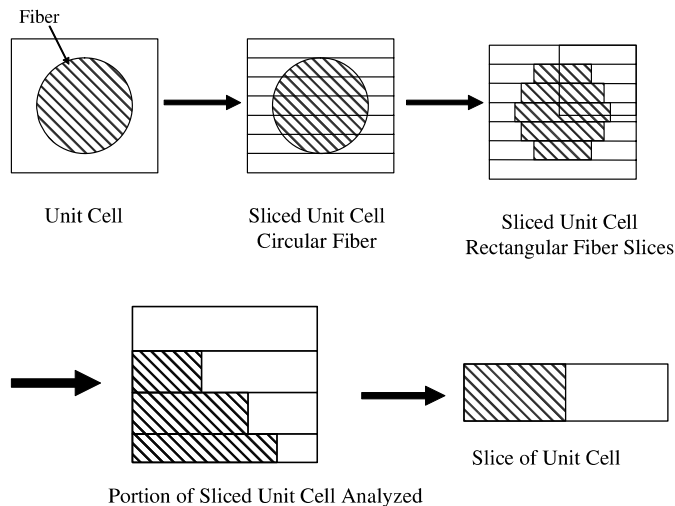 Fiber
Unit Cell
Sliced Unit Cell
Circular Fiber
Sliced Unit Cell
Rectangular Fiber Slices
Portion of Sliced Unit Cell Analyzed
Slice of Unit Cell